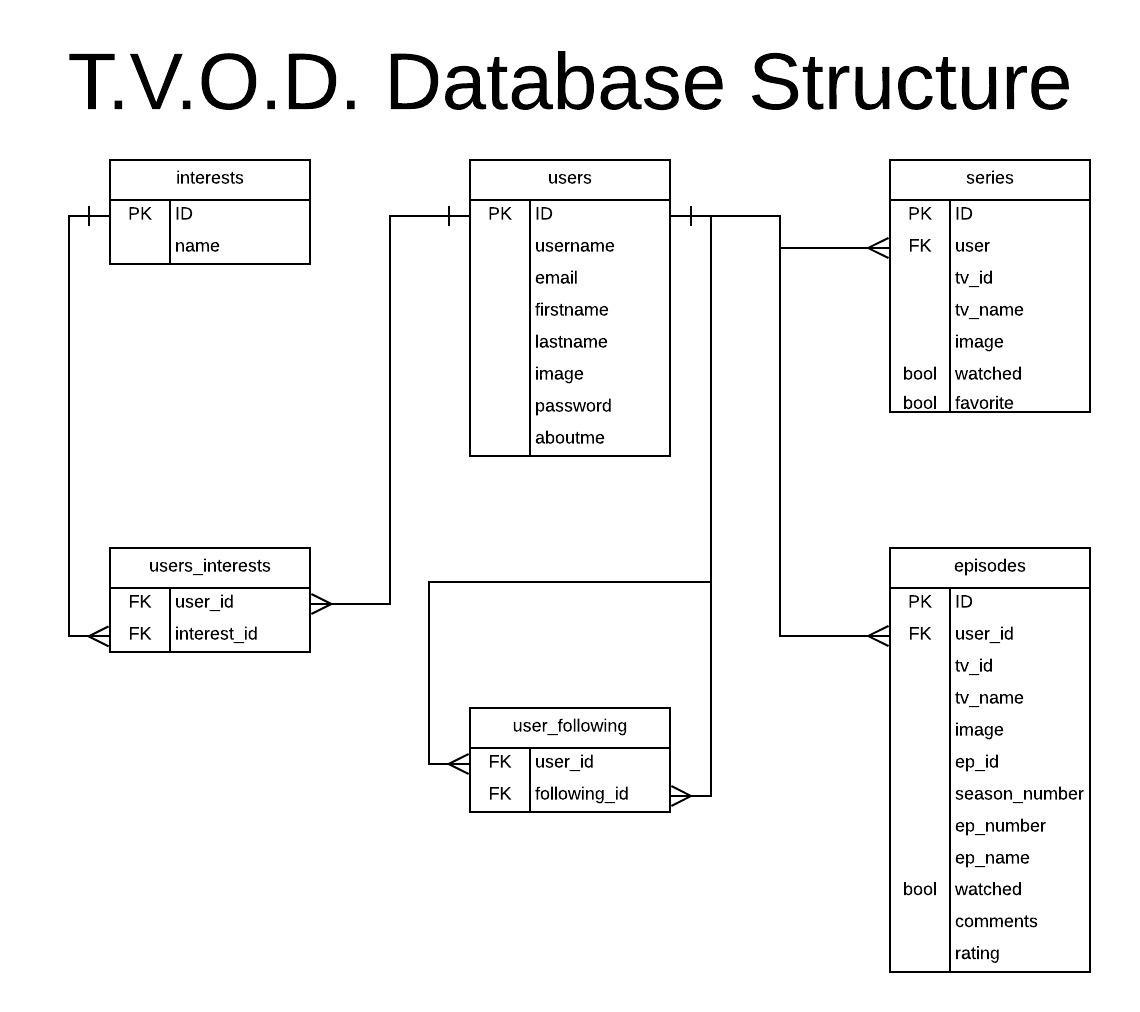 T.V.O.D. Database Structure
interests
PK ID
name
users
PK ID
username
email
firstname
lastname
image
password
aboutme
series
PK ID
FK user
tv_id
tv_name
image
bool watched
bool favorite
users_interests
FK user_id
FK interest_id
user_following
FK user_id
FK following_id
episodes
PK ID
FK user_id
tv_id
tv_name
image
ep_id
season_number
ep_number
ep_name
bool watched
comments
rating